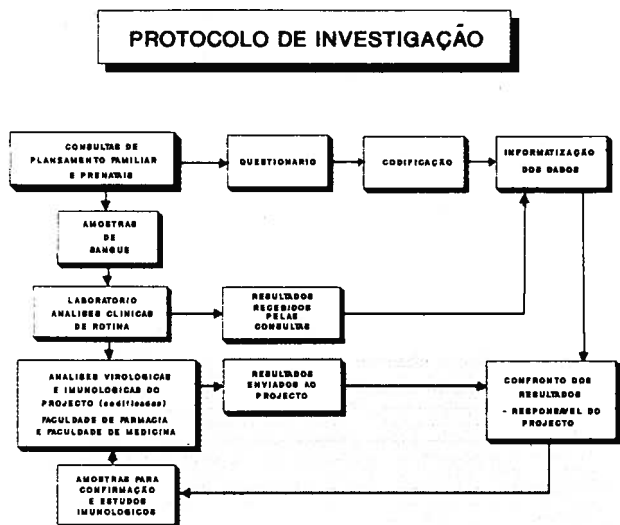 PROTOCOLO DE INVESTIGAÇÃO
CONSULTAS DE
PLANSAMENTO FAMILIAR
E PRENATAIS
QUESTIONARIO
CODIFICAÇÃO
INFORMATIZAÇÃO
DOS DADOS
AMOSTRAS
DE
SANGUE
LABORATORIO
ANALISES CLINICAS
DE ROTINA
RESULTADOS
RECEBIDOS
PELAS
CONSULTAS
ANALISES VIROLOGICAS
E IMUNOLOGICAS DO
PROJECTO (codificadas)
FACULDADE DE FARMACIA
E FACULDADE DE MEDICINA
RESULTADOS
ENVIADOS AO
PROJECTO
CONFRONTO DOS
RESULTADOS
- RESPONSAVEL DO
PROJECTO
AMOSTRAS PARA
CONFIRMAÇÃO
E ESTUDOS
IMUNOLOGICOS